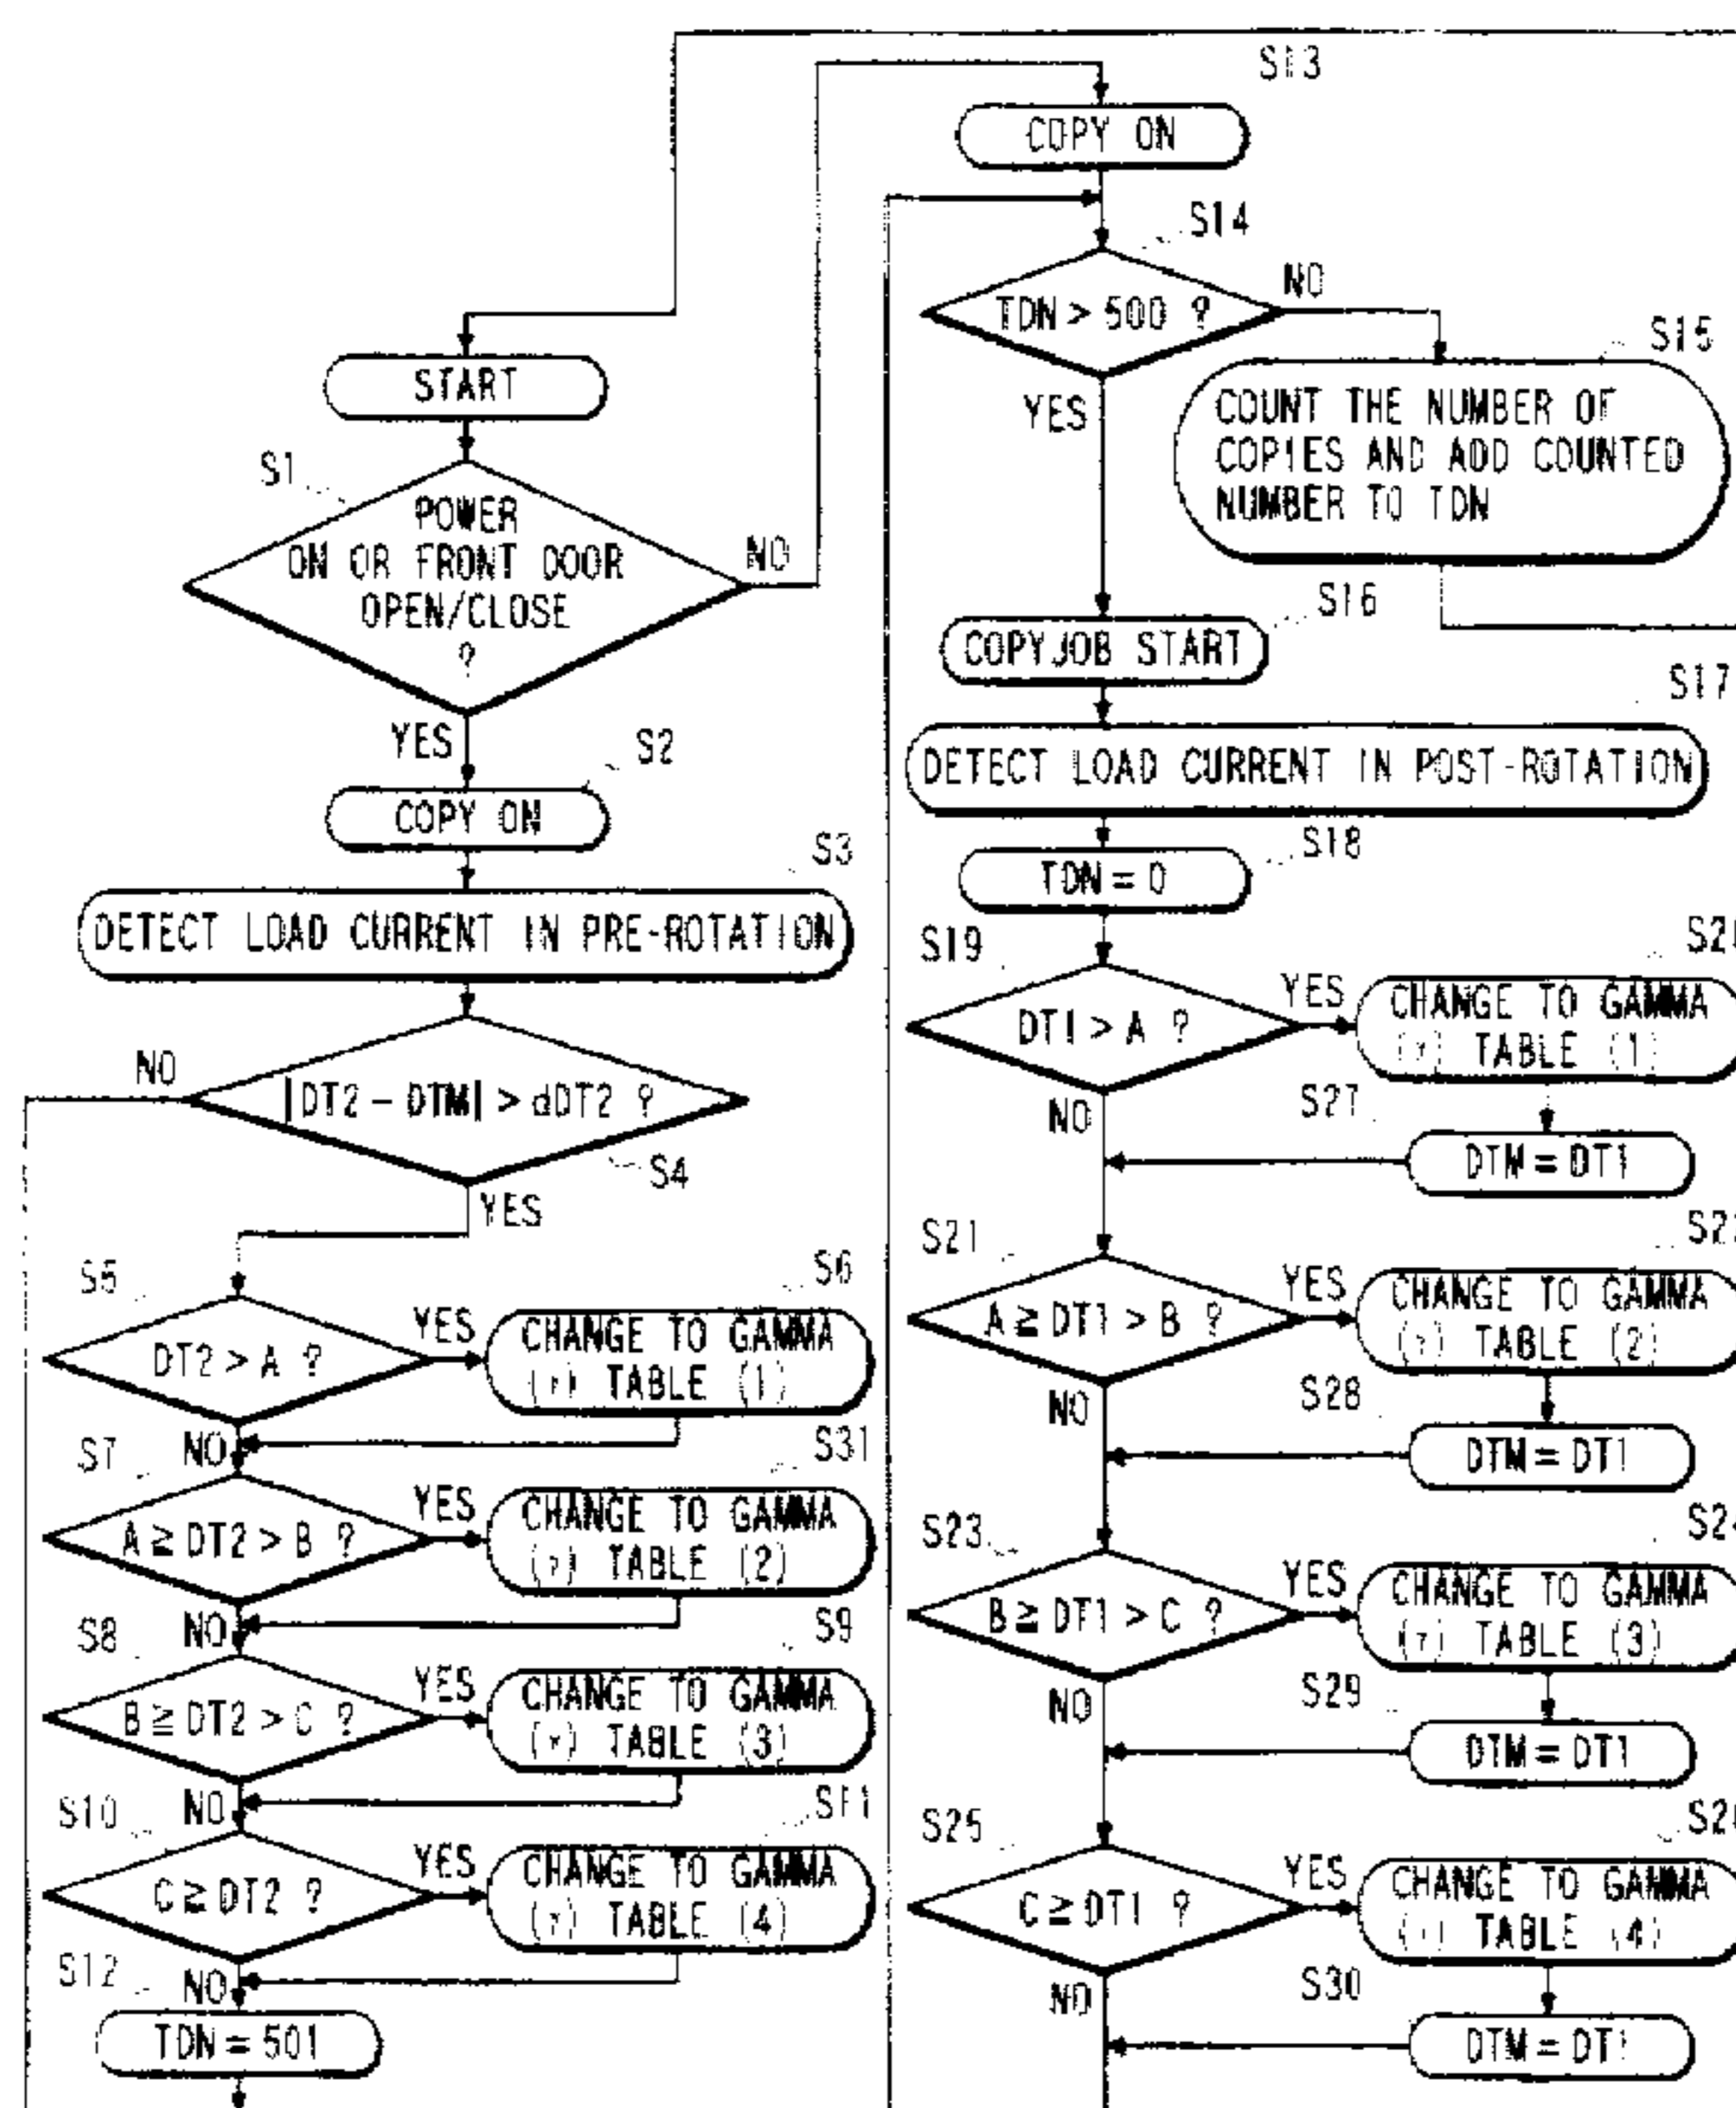 START
S1
POWER
ON OR FRONT DOOR
OPEN/CLOSE
?
NO
YES
S2
COPY ON
S3
DETECT LOAD CURRENT IN PRE-ROTATION
NO
|DT2 - DTM| > dDT2 ?
S4
YES
S5
DT2 > A ?
YES
S6
CHANGE TO GAMMA
(γ) TABLE (1)
NO
S7
A ≧ DT2 > B ?
YES
S31
CHANGE TO GAMMA
(γ) TABLE (2)
NO
S8
B ≧ DT2 > C ?
YES
S9
CHANGE TO GAMMA
(γ) TABLE (3)
NO
S10
C ≧ DT2 ?
YES
S11
CHANGE TO GAMMA
(γ) TABLE (4)
NO
S12
TDN = 501
S13
COPY ON
S14
TDN > 500 ?
NO
S15
COUNT THE NUMBER OF
COPIES AND ADD COUNTED
NUMBER TO TDN
YES
S16
COPYJOB START
S17
DETECT LOAD CURRENT IN POST-ROTATION
S18
TDN = 0
S19
DT1 > A ?
YES
CHANGE TO GAMMA
(γ) TABLE (1)
NO
S27
DTM = DT1
S21
A ≧ DT1 > B ?
YES
CHANGE TO GAMMA
(γ) TABLE (2)
NO
S28
DTM = DT1
S23
B ≧ DT1 > C ?
YES
CHANGE TO GAMMA
(γ) TABLE (3)
NO
S29
DTM = DT1
S25
C ≧ DT1 ?
YES
CHANGE TO GAMMA
(γ) TABLE (4)
NO
S30
DTM = DT1